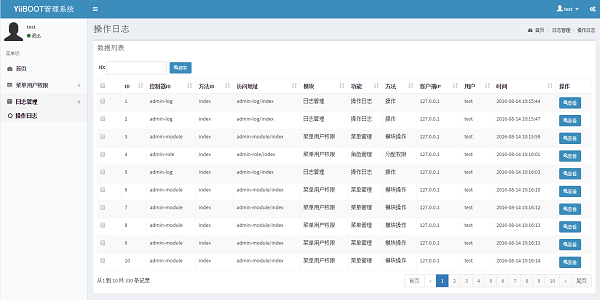 YiiBOOT管理系统
test
test
退出
菜单项
首页
菜单用户权限
日志管理
操作日志
操作日志
首页 > 日志管理 > 操作日志
数据列表
ID: 搜索
ID 控制器ID 方法ID 访问地址 模块 功能 方法 客户端IP 用户 时间 操作
1 admin-log index admin-log/index 日志管理 操作日志 操作 127.0.0.1 test 2016-08-14 10:15:44 查看
2 admin-log index admin-log/index 日志管理 操作日志 操作 127.0.0.1 test 2016-08-14 10:15:47 查看
3 admin-module index admin-module/index 菜单用户权限 菜单管理 模块操作 127.0.0.1 test 2016-08-14 10:15:59 查看
4 admin-role index admin-role/index 菜单用户权限 角色管理 分配权限 127.0.0.1 test 2016-08-14 10:16:01 查看
5 admin-log index admin-log/index 日志管理 操作日志 操作 127.0.0.1 test 2016-08-14 10:16:03 查看
6 admin-module index admin-module/index 菜单用户权限 菜单管理 模块操作 127.0.0.1 test 2016-08-14 10:16:10 查看
7 admin-module index admin-module/index 菜单用户权限 菜单管理 模块操作 127.0.0.1 test 2016-08-14 10:16:12 查看
8 admin-module index admin-module/index 菜单用户权限 菜单管理 模块操作 127.0.0.1 test 2016-08-14 10:16:13 查看
9 admin-module index admin-module/index 菜单用户权限 菜单管理 模块操作 127.0.0.1 test 2016-08-14 10:16:13 查看
10 admin-module index admin-module/index 菜单用户权限 菜单管理 模块操作 127.0.0.1 test 2016-08-14 10:16:14 查看
从1 到 10 共 330 条记录
首页 « 1 2 3 4 5 6 7 8 9 10 » 尾页